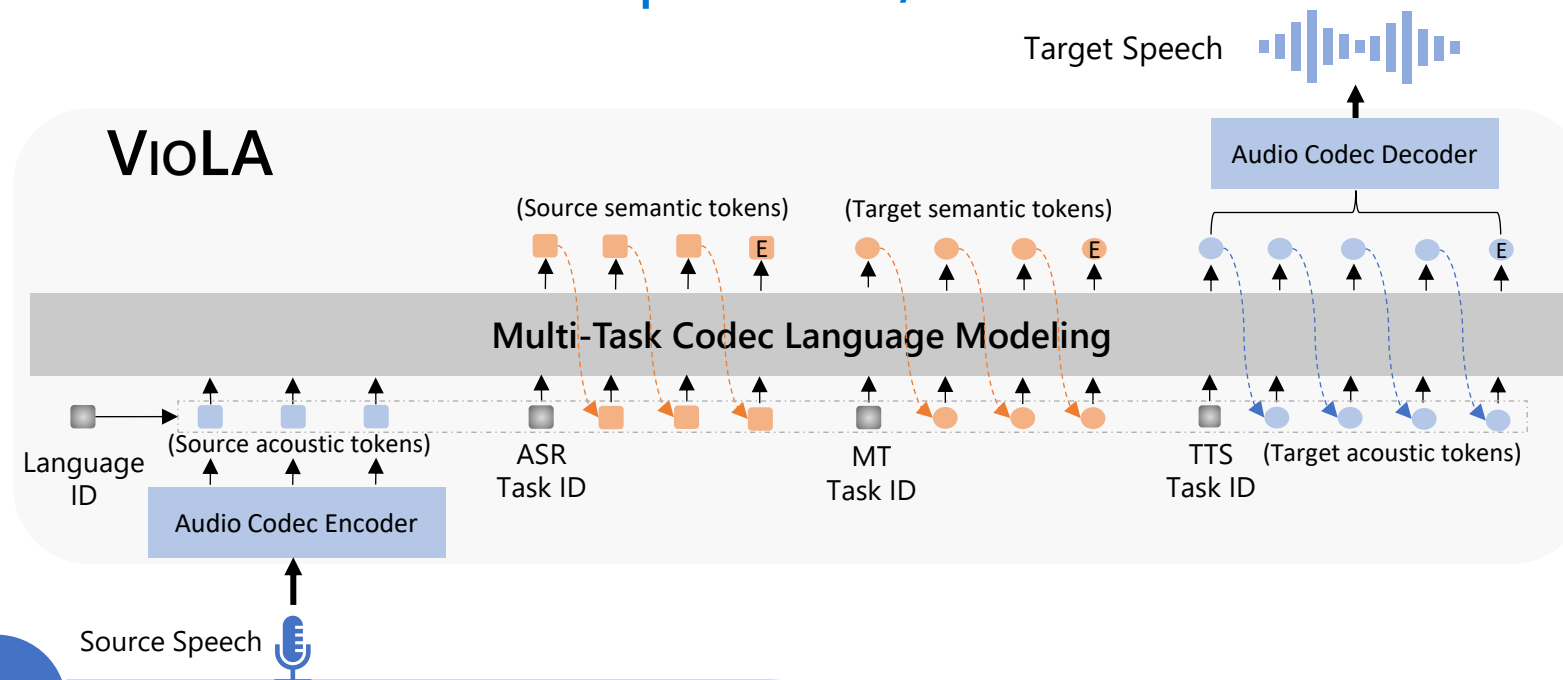 Target Speech
VIOLA
Audio Codec Decoder
(Source semantic tokens)
(Target semantic tokens)
E
E
E
Multi-Task Codec Language Modeling
(Source acoustic tokens)
Language
ID
ASR
Task ID
MT
Task ID
TTS
Task ID
(Target acoustic tokens)
Audio Codec Encoder
Source Speech